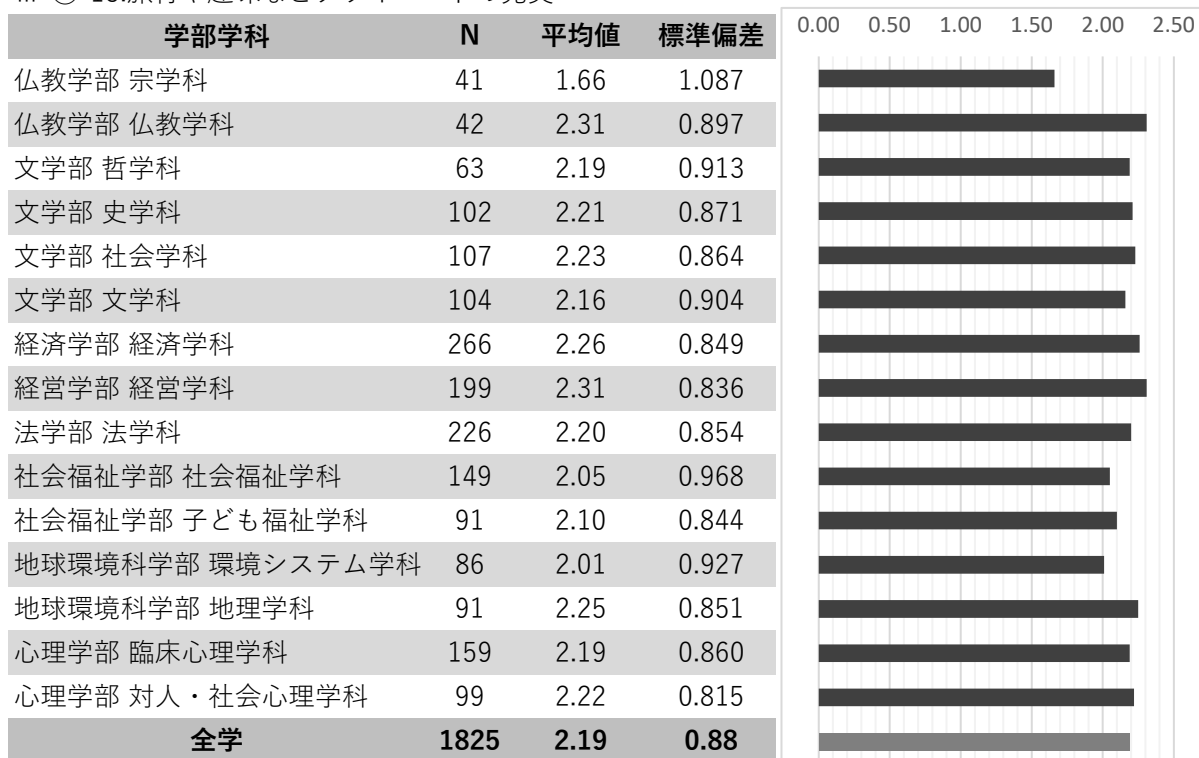 学部学科 N 平均値 標準偏差
0.00 0.50 1.00 1.50 2.00 2.50
仏教学部 宗学科 41 1.66 1.087
仏教学部 仏教学科 42 2.31 0.897
文学部 哲学科 63 2.19 0.913
文学部 史学科 102 2.21 0.871
文学部 社会学科 107 2.23 0.864
文学部 文学科 104 2.16 0.904
経済学部 経済学科 266 2.26 0.849
経営学部 経営学科 199 2.31 0.836
法学部 法学科 226 2.20 0.854
社会福祉学部 社会福祉学科 149 2.05 0.968
社会福祉学部 子ども福祉学科 91 2.10 0.844
地球環境科学部 環境システム学科 86 2.01 0.927
地球環境科学部 地理学科 91 2.25 0.851
心理学部 臨床心理学科 159 2.19 0.860
心理学部 対人・社会心理学科 99 2.22 0.815
全学 1825 2.19 0.88